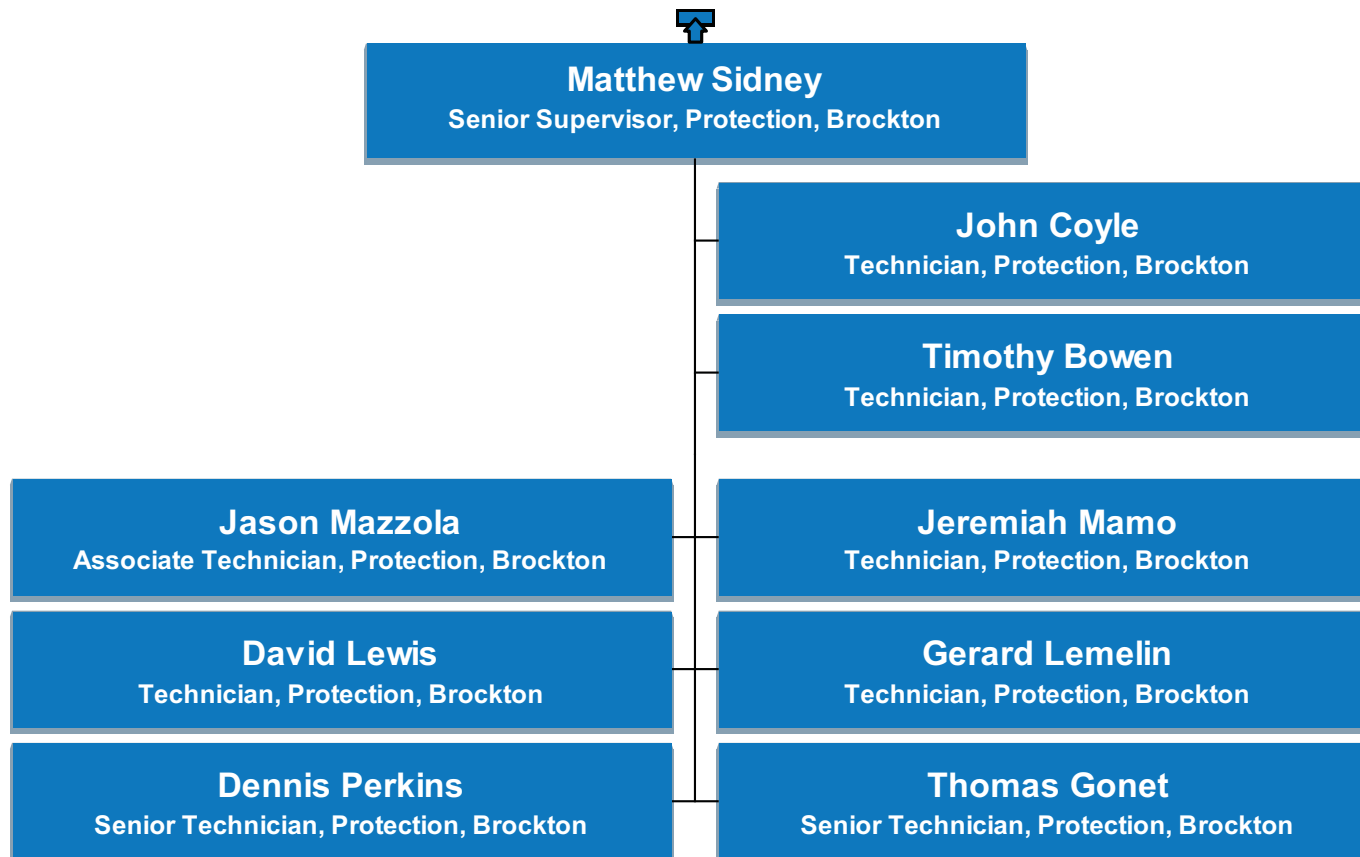 Matthew Sidney
Senior Supervisor, Protection, Brockton
John Coyle
Technician, Protection, Brockton
Timothy Bowen
Technician, Protection, Brockton
Jason Mazzola
Associate Technician, Protection, Brockton
Jeremiah Mamo
Technician, Protection, Brockton
David Lewis
Technician, Protection, Brockton
Gerard Lemelin
Technician, Protection, Brockton
Dennis Perkins
Senior Technician, Protection, Brockton
Thomas Gonet
Senior Technician, Protection, Brockton